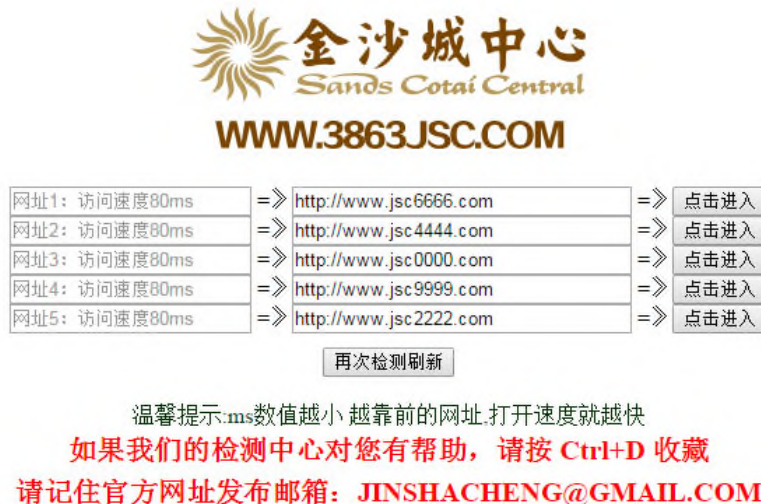 金沙城中心
Sands Cotai Central
WWW.3863JSC.COM
网址1：访问速度80ms =》 http://www.jsc6666.com =》 点击进入
网址2：访问速度80ms =》 http://www.jsc4444.com =》 点击进入
网址3：访问速度80ms =》 http://www.jsc0000.com =》 点击进入
网址4：访问速度80ms =》 http://www.jsc9999.com =》 点击进入
网址5：访问速度80ms =》 http://www.jsc2222.com =》 点击进入
再次检测刷新
温馨提示:ms数值越小 越靠前的网址,打开速度就越快
如果我们的检测中心对您有帮助，请按 Ctrl+D 收藏
请记住官方网址发布邮箱：JINSHACHENG@GMAIL.COM